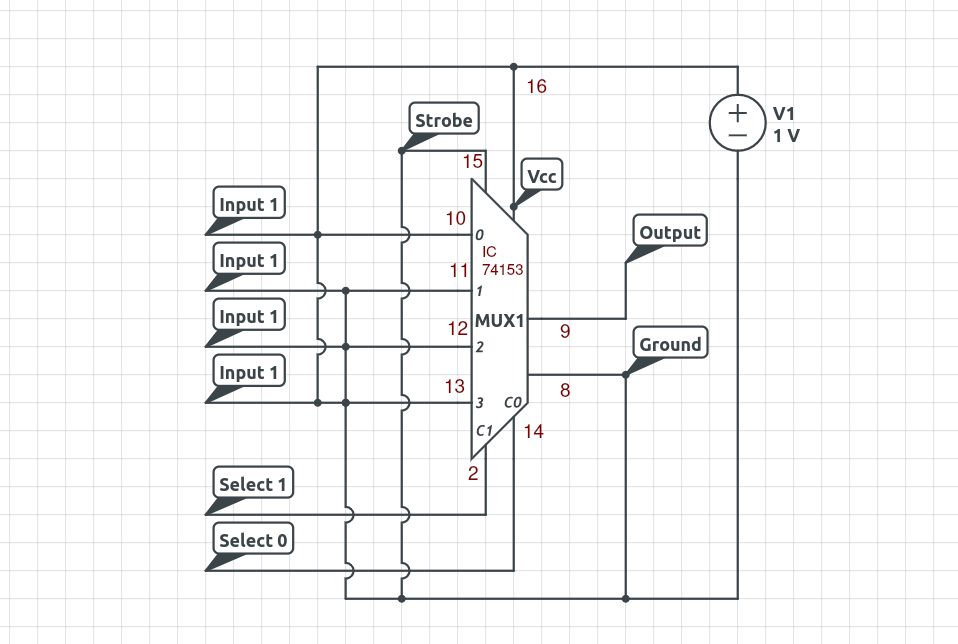 16
V1
1 V
Strobe
15
Vcc
Input 1
10
0
Output
IC
74153
Input 1
11
1
Input 1
12
2
MUX1
9
Ground
Input 1
13
3
C0
8
C1
14
2
Select 1
Select 0